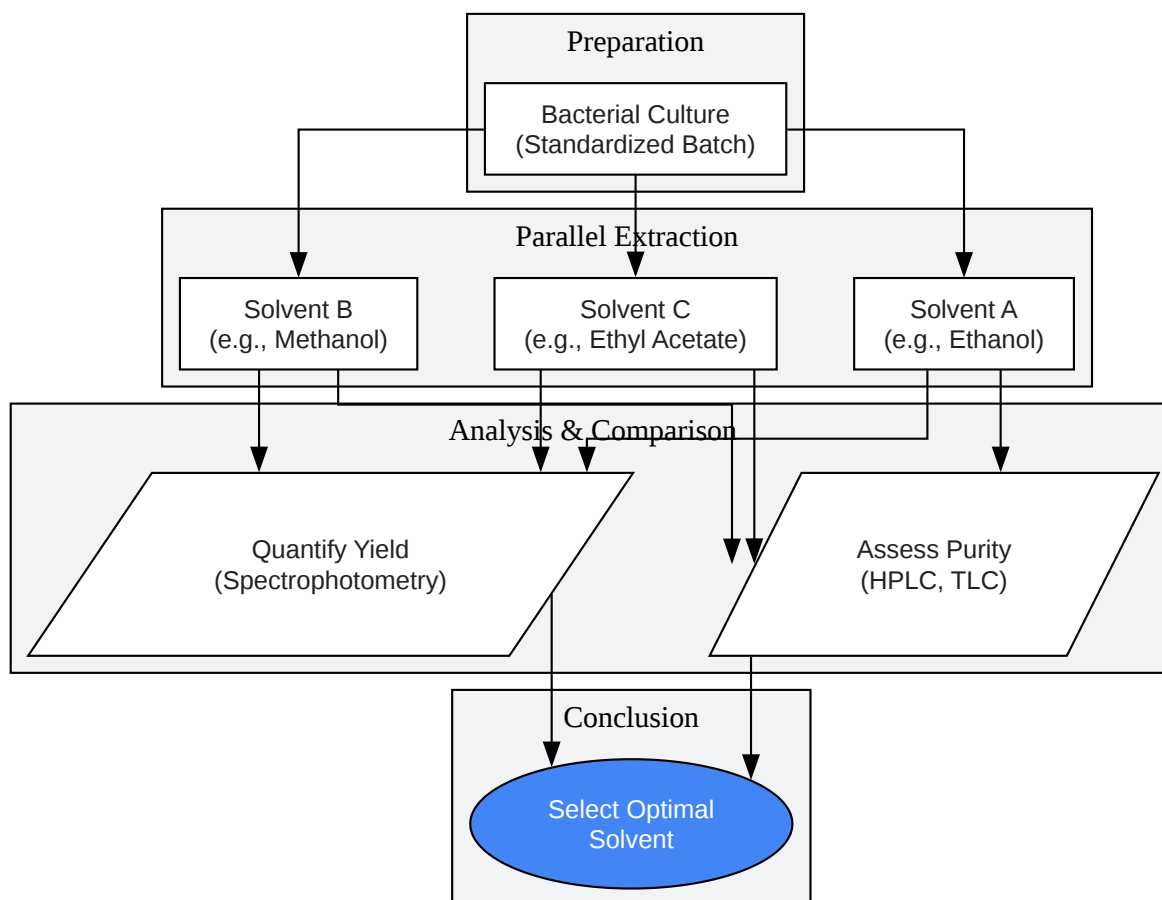 Preparation
Bacterial Culture
(Standardized Batch)
Parallel Extraction
Solvent B
(e.g., Methanol)
Solvent C
(e.g., Ethyl Acetate)
Solvent A
(e.g., Ethanol)
Analysis & Comparison
Quantify Yield
(Spectrophotometry)
Assess Purity
(HPLC, TLC)
Conclusion
Select Optimal
Solvent